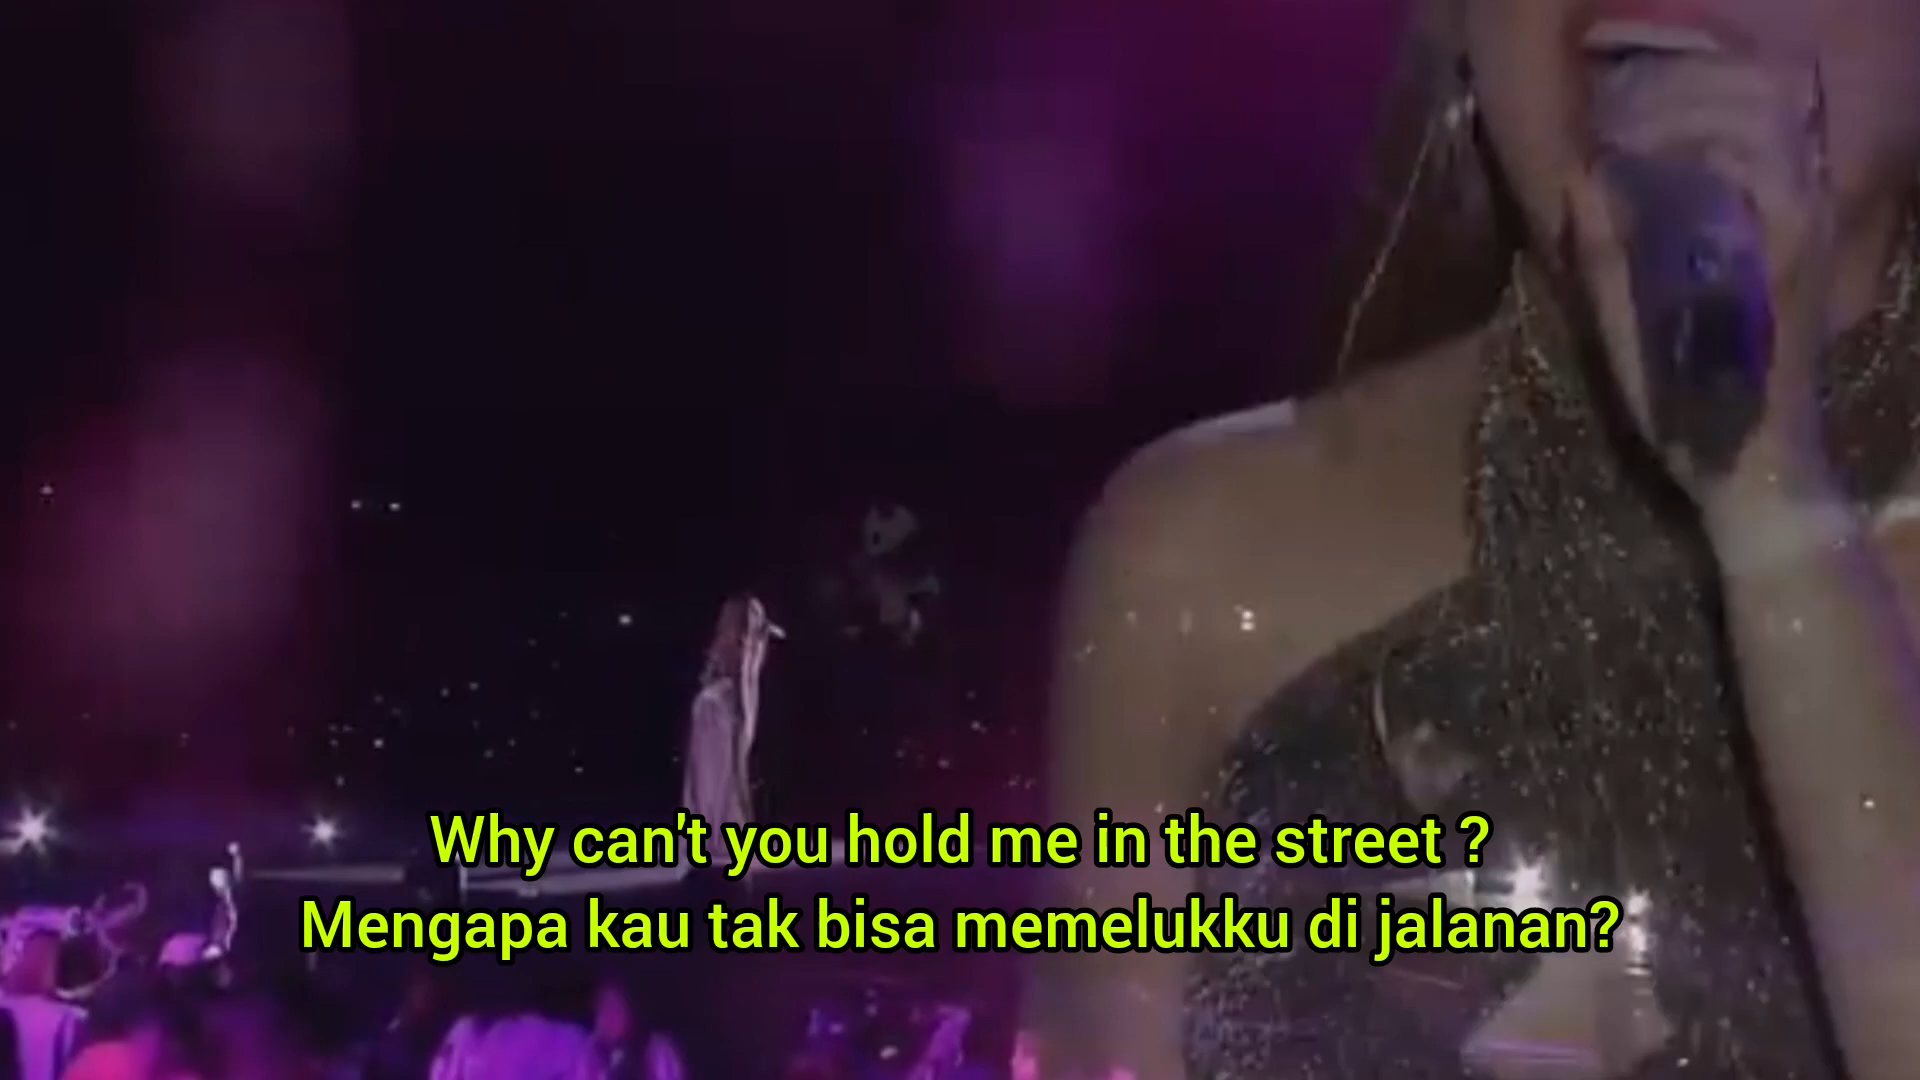 Why can't you hold me in the street ?
Mengapa kau tak bisa memelukku di jalanan?